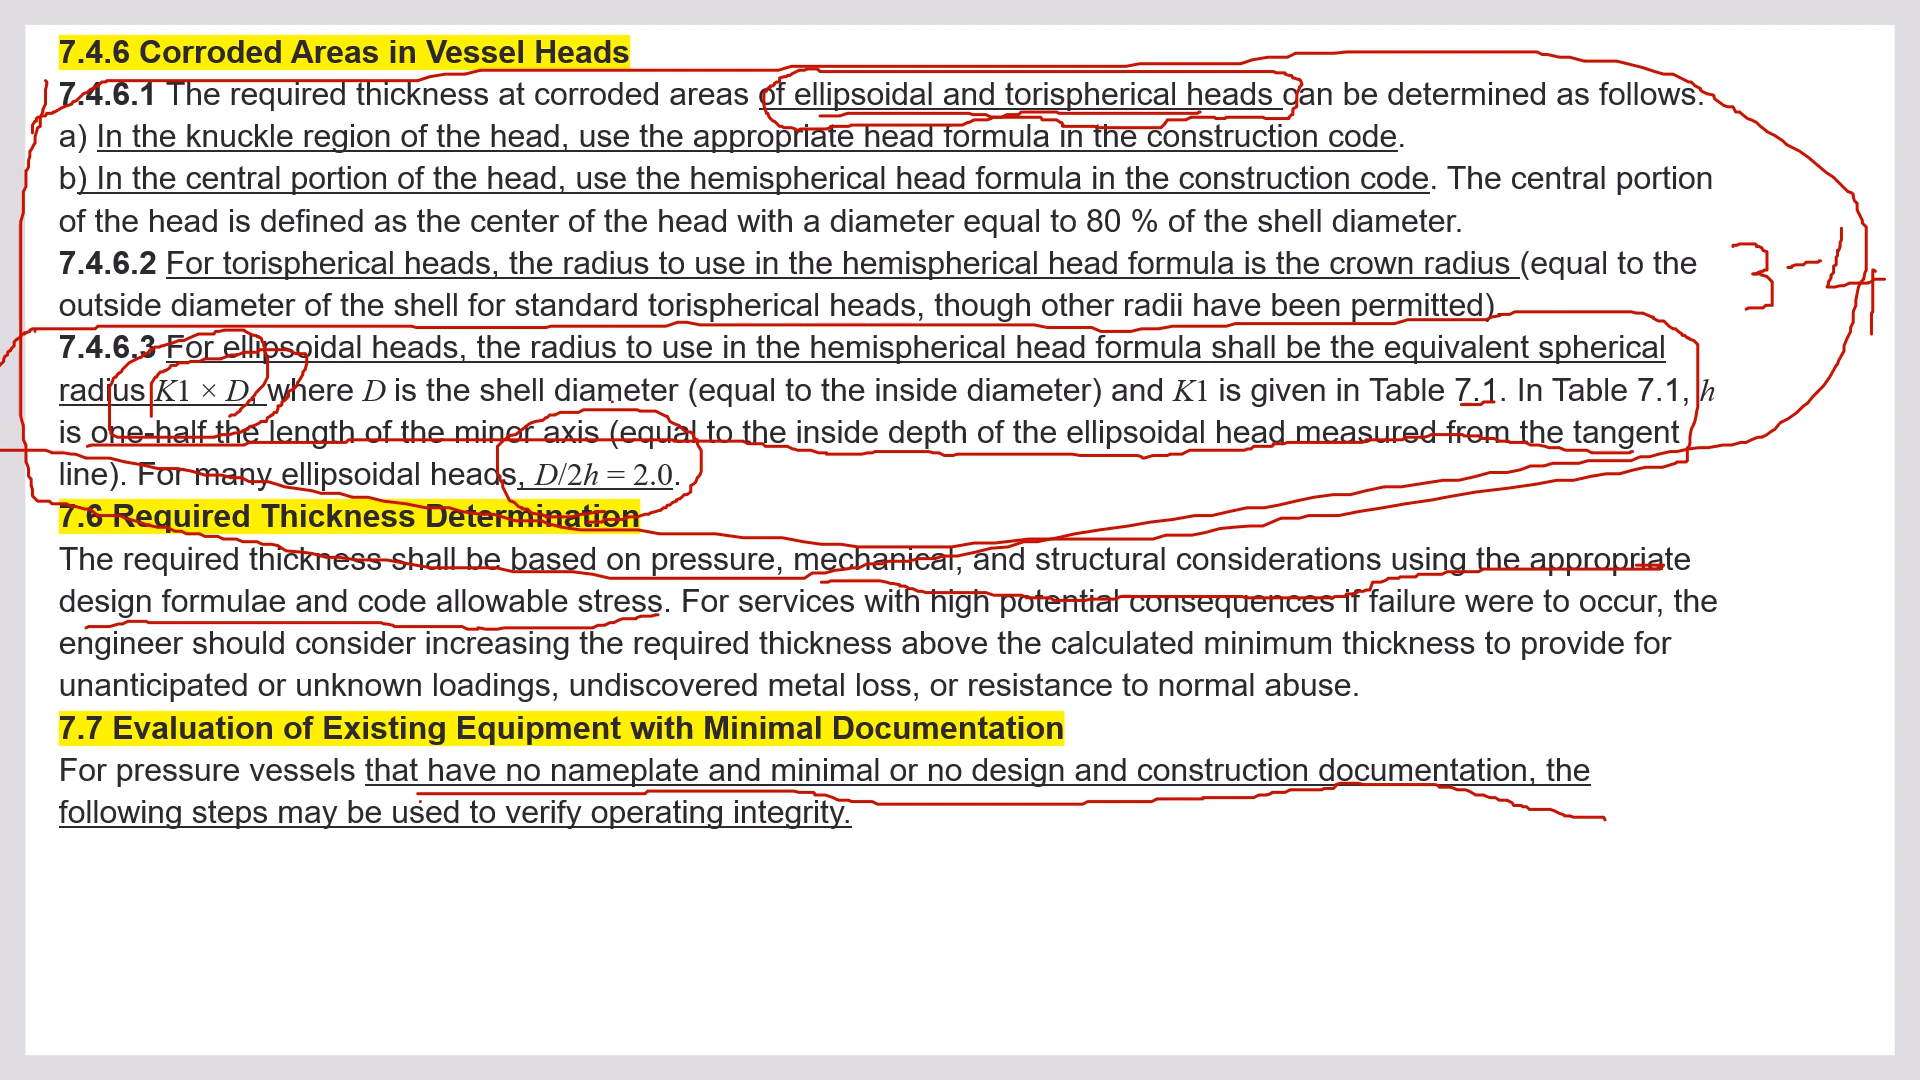 7.4.6 Corroded Areas in Vessel Heads
7.4.6.1 The required thickness at corroded areas of ellipsoidal and torispherical heads can be determined as follows.
a) In the knuckle region of the head, use the appropriate head formula in the construction code.
b) In the central portion of the head, use the hemispherical head formula in the construction code. The central portion
of the head is defined as the center of the head with a diameter equal to 80 % of the shell diameter.
7.4.6.2 For torispherical heads, the radius to use in the hemispherical head formula is the crown radius (equal to the
outside diameter of the shell for standard torispherical heads, though other radii have been permitted).
3-4
7.4.6.3 For ellipsoidal heads, the radius to use in the hemispherical head formula shall be the equivalent spherical
radius K1 × D, where D is the shell diameter (equal to the inside diameter) and K1 is given in Table 7.1. In Table 7.1, h
is one-half the length of the minor axis (equal to the inside depth of the ellipsoidal head measured from the tangent
line). For many ellipsoidal heads, D/2h = 2.0.
7.6 Required Thickness Determination
The required thickness shall be based on pressure, mechanical, and structural considerations using the appropriate
design formulae and code allowable stress. For services with high potential consequences if failure were to occur, the
engineer should consider increasing the required thickness above the calculated minimum thickness to provide for
unanticipated or unknown loadings, undiscovered metal loss, or resistance to normal abuse.
7.7 Evaluation of Existing Equipment with Minimal Documentation
For pressure vessels that have no nameplate and minimal or no design and construction documentation, the
following steps may be used to verify operating integrity.